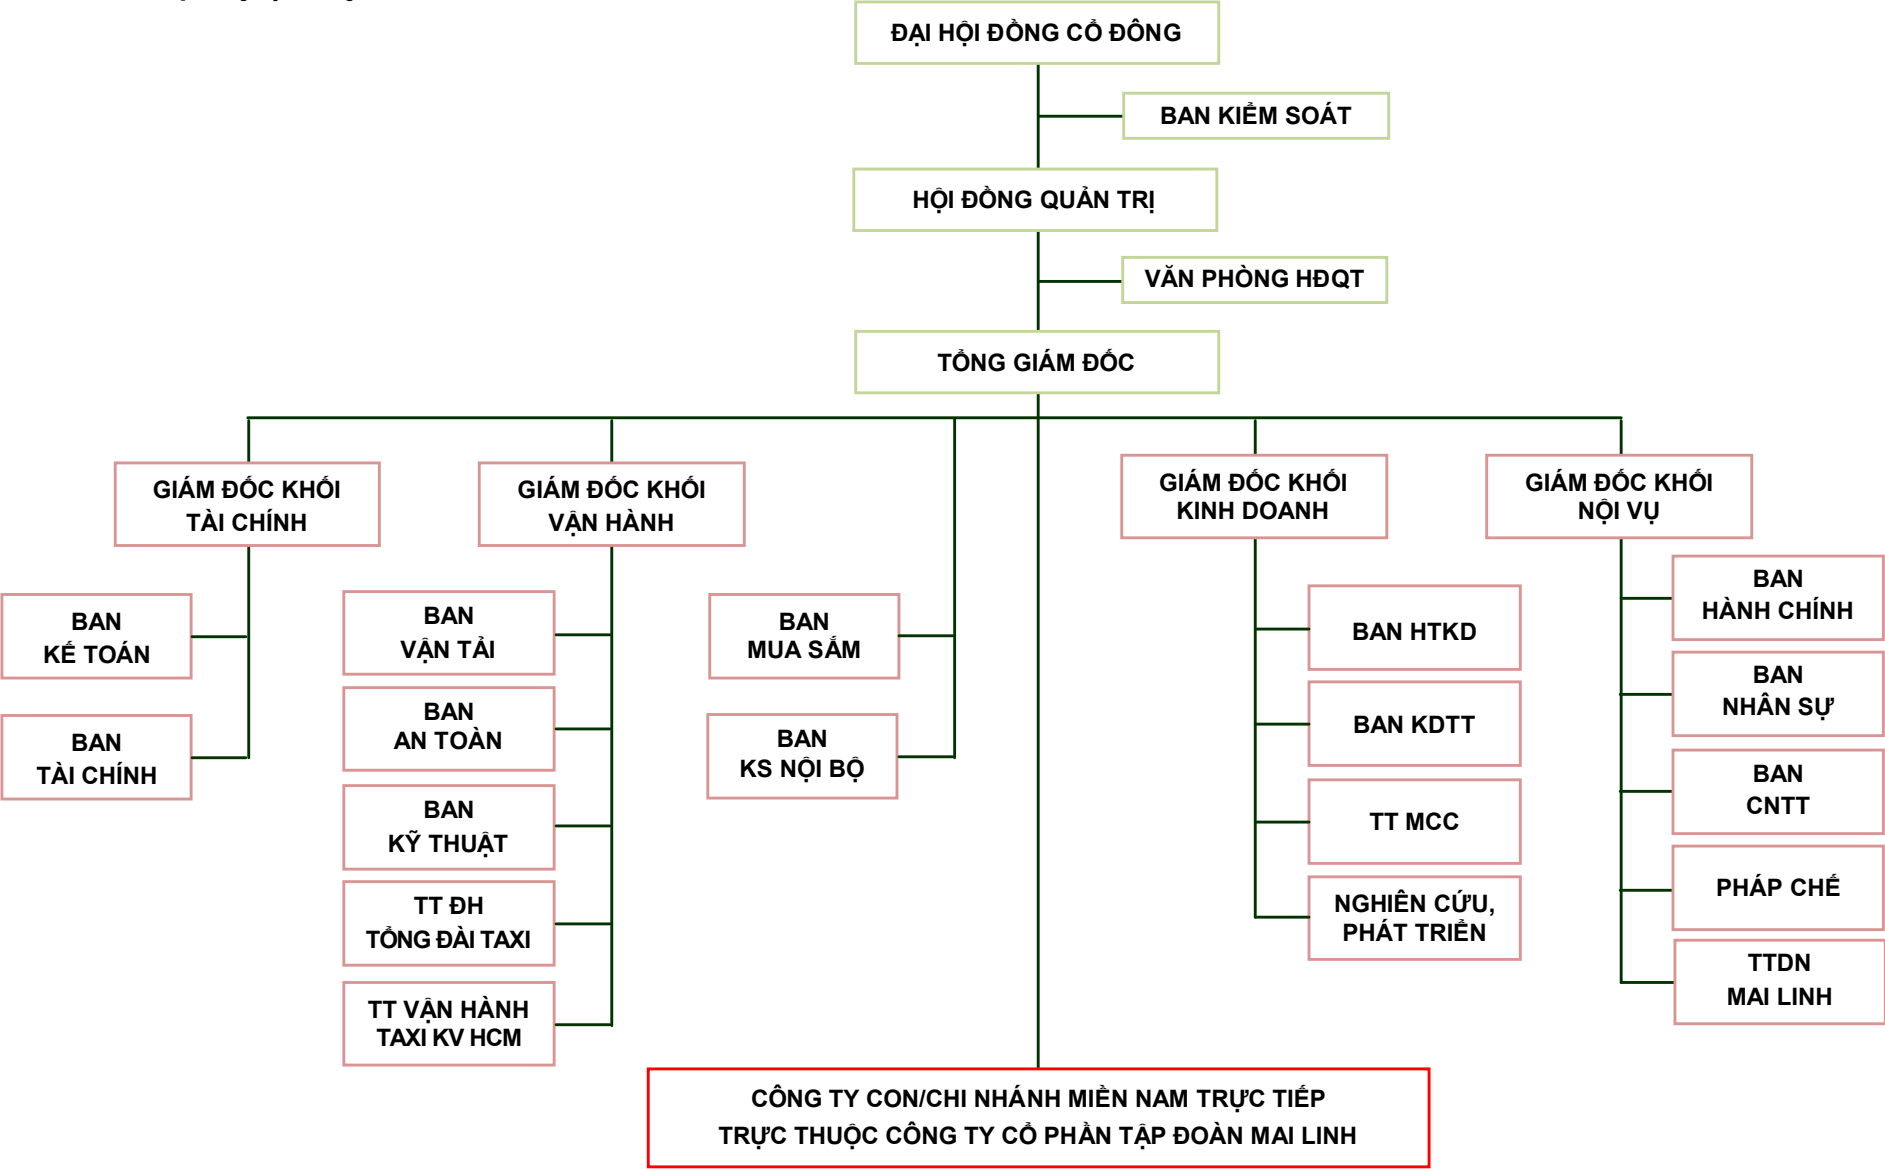 ĐẠI HỘI ĐỒNG CỔ ĐÔNG
BAN KIỂM SOÁT
HỘI ĐỒNG QUẢN TRỊ
VĂN PHÒNG HĐQT
TỔNG GIÁM ĐỐC
GIÁM ĐỐC KHỐI
TÀI CHÍNH
GIÁM ĐỐC KHỐI
VẬN HÀNH
GIÁM ĐỐC KHỐI
KINH DOANH
GIÁM ĐỐC KHỐI
NỘI VỤ
BAN
KẾ TOÁN
BAN
TÀI CHÍNH
BAN
VẬN TẢI
BAN
AN TOÀN
BAN
KỸ THUẬT
TT ĐH
TỔNG ĐÀI TAXI
TT VẬN HÀNH
TAXI KV HCM
BAN
MUA SẮM
BAN
KS NỘI BỘ
BAN HTKD
BAN KDTT
TT MCC
NGHIÊN CỨU,
PHÁT TRIỂN
BAN
HÀNH CHÍNH
BAN
NHÂN SỰ
BAN
CNTT
PHÁP CHẾ
TTDN
MAI LINH
CÔNG TY CON/CHI NHÁNH MIỀN NAM TRỰC TIẾP
TRỰC THUỘC CÔNG TY CỔ PHẦN TẬP ĐOÀN MAI LINH